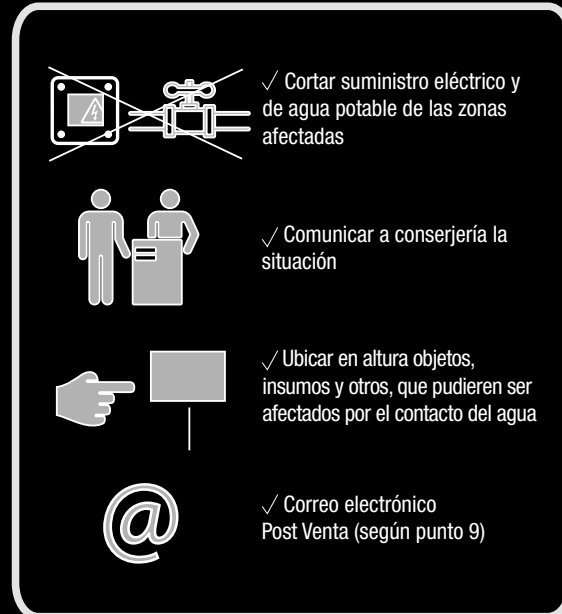 ✓ Cortar suministro eléctrico y
de agua potable de las zonas
afectadas
✓ Comunicar a conserjería la
situación
✓ Ubicar en altura objetos,
insumos y otros, que pudieren ser
afectados por el contacto del agua
@
✓ Correo electrónico
Post Venta (según punto 9)